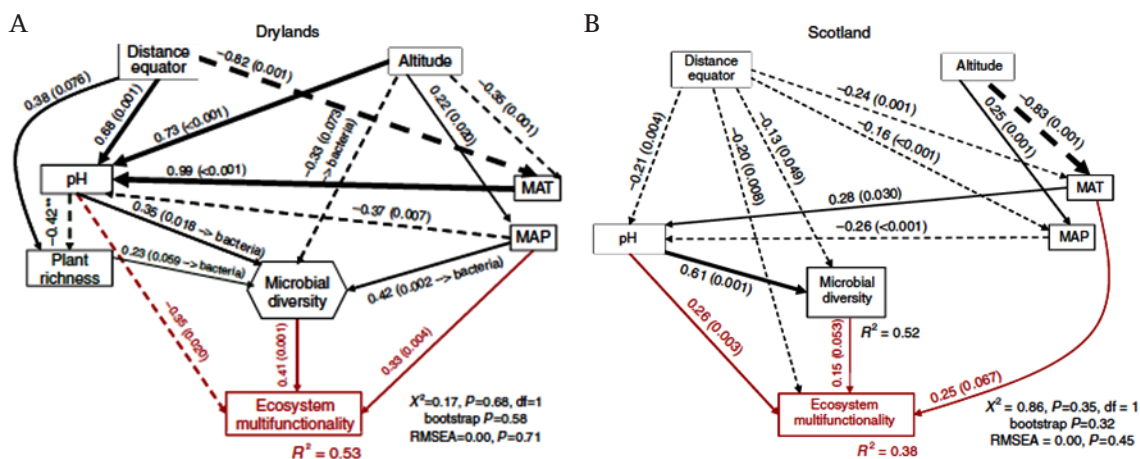 A
Drylands
Distance
equator
Altitude
−0.82 (0.001)
0.38 (0.076)
0.68 (0.001)
0.73 (<0.001)
−0.33 (0.073
-> bacteria)
0.22 (0.020)
−0.35 (0.001)
pH
0.99 (<0.001)
MAT
−0.42**
0.35 (0.018 -> bacteria)
−0.37 (0.007)
MAP
Plant
richness
0.23 (0.059 -> bacteria)
Microbial
diversity
0.42 (0.002 -> bacteria)
−0.35 (0.020)
0.41 (0.001)
0.33 (0.004)
Ecosystem
multifunctionality
R² = 0.53
X²=0.17, P=0.68, df=1
bootstrap P=0.58
RMSEA=0.00, P=0.71
B
Scotland
Distance
equator
Altitude
−0.24 (0.001)
−0.83 (0.001)
0.25 (0.001)
−0.16 (<0.001)
−0.13 (0.049)
−0.20 (0.008)
−0.21 (0.004)
MAT
0.28 (0.030)
pH
−0.26 (<0.001)
MAP
0.61 (0.001)
Microbial
diversity
R² = 0.52
0.26 (0.003)
0.15 (0.053)
0.25 (0.067)
Ecosystem
multifunctionality
R² = 0.38
X² = 0.86, P=0.35, df = 1
bootstrap P=0.32
RMSEA = 0.00, P=0.45